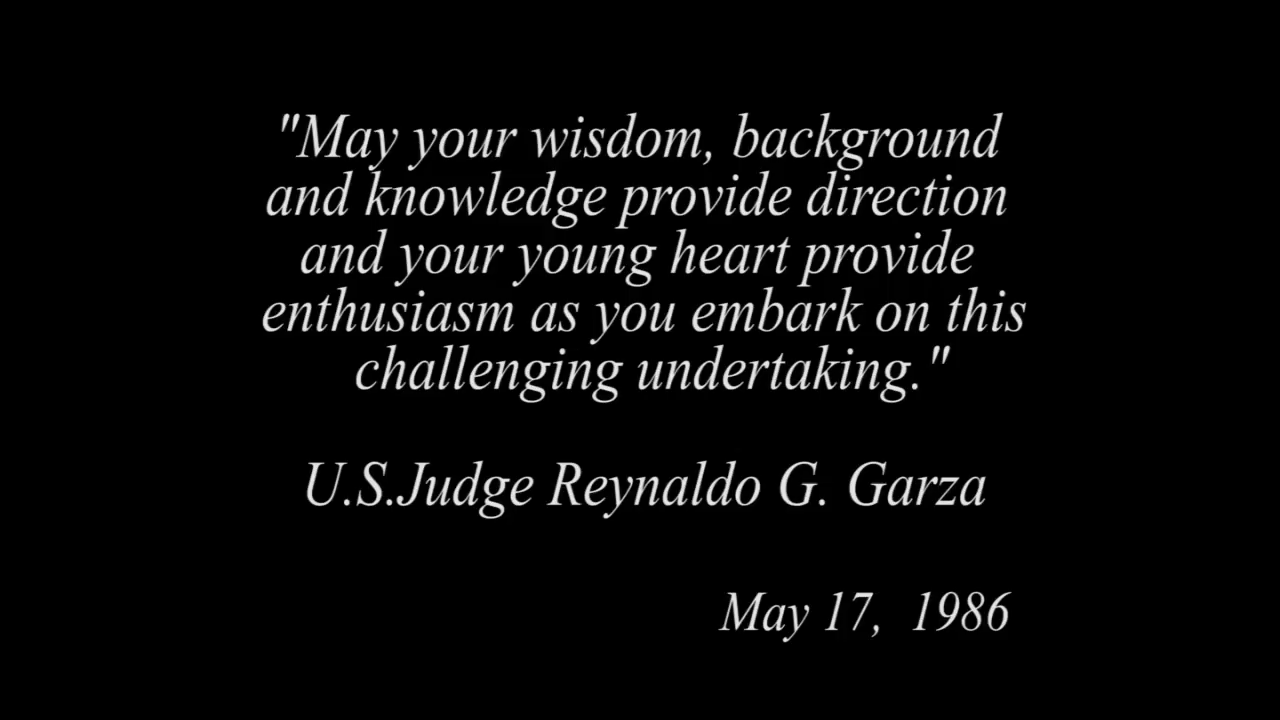 "May your wisdom, background
and knowledge provide direction
and your young heart provide
enthusiasm as you embark on this
challenging undertaking."
U.S.Judge Reynaldo G. Garza
May 17, 1986